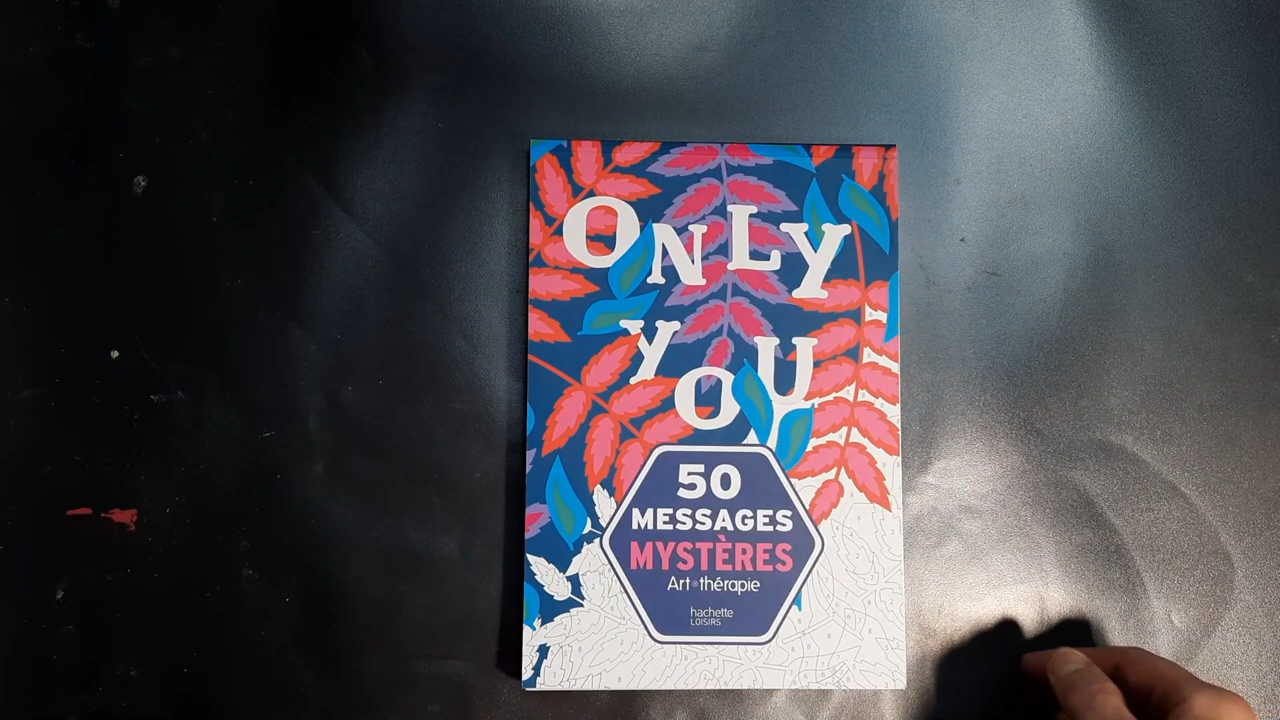 ONLY
YOU
50
MESSAGES
MYSTÈRES
Art•thérapie
hachette
LOISIRS